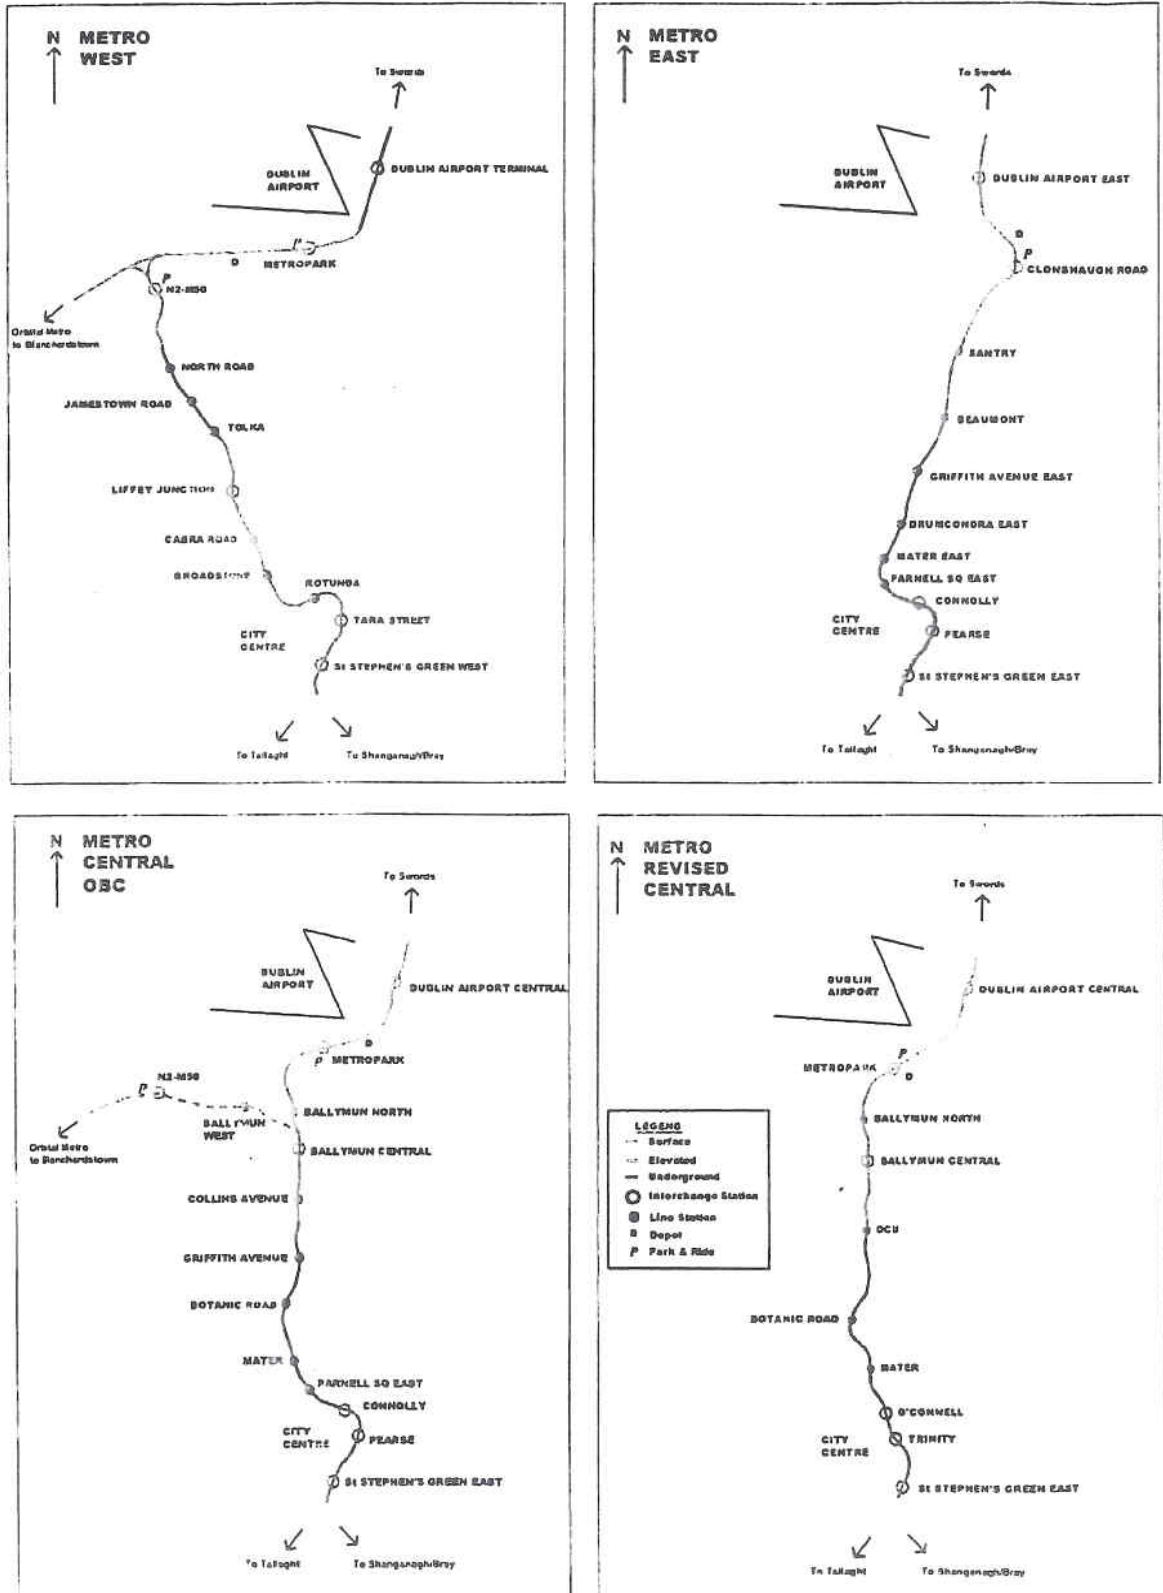 N METRO
WEST
To Swords
DUBLIN AIRPORT TERMINAL
DUBLIN
AIRPORT
P
METROPARK
D
P
N2-M50
Orbital Metro
to Blanchardstown
NORTH ROAD
JAMESTOWN ROAD
TOLKA
LIFFEY JUNCTION
CABRA ROAD
BROADSTONE
ROTUNDA
TARA STREET
CITY
CENTRE
St STEPHEN'S GREEN WEST
To Tallaght
To Shanganagh/Bray
N METRO
EAST
To Swords
DUBLIN
AIRPORT
DUBLIN AIRPORT EAST
D
P
CLONSHAUGH ROAD
SANTRY
BEAUMONT
GRIFFITH AVENUE EAST
DRUMCONDRA EAST
MATER EAST
PARNELL SQ EAST
CONNOLLY
CITY
CENTRE
PEARSE
St STEPHEN'S GREEN EAST
To Tallaght
To Shanganagh/Bray
N METRO
CENTRAL
OBC
To Swords
DUBLIN
AIRPORT
DUBLIN AIRPORT CENTRAL
D
P METROPARK
N2-M50
P
BALLYMUN
WEST
BALLYMUN NORTH
Orbital Metro
to Blanchardstown
BALLYMUN CENTRAL
COLLINS AVENUE
GRIFFITH AVENUE
BOTANIC ROAD
MATER
PARNELL SQ EAST
CONNOLLY
CITY
CENTRE
PEARSE
St STEPHEN'S GREEN EAST
To Tallaght
To Shanganagh/Bray
N METRO
REVISED
CENTRAL
To Swords
DUBLIN
AIRPORT
DUBLIN AIRPORT CENTRAL
P
METROPARK
D
BALLYMUN NORTH
BALLYMUN CENTRAL
DCU
BOTANIC ROAD
MATER
O'CONNELL
CITY
CENTRE
TRINITY
St STEPHEN'S GREEN EAST
To Tallaght
To Shanganagh/Bray
LEGEND
Surface
Elevated
Underground
Interchange Station
Line Station
D Depot
P Park & Ride